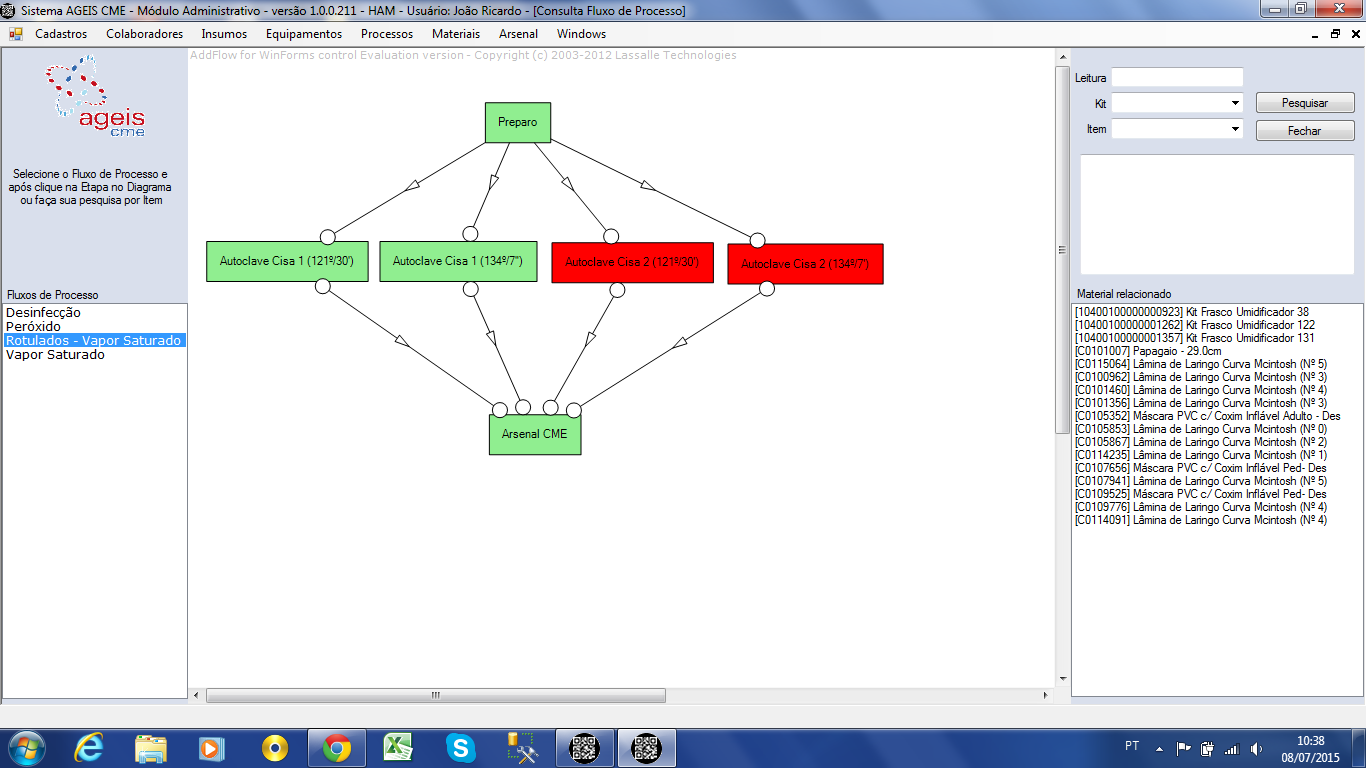 Sistema AGEIS CME - Módulo Administrativo - versão 1.0.0.211 - HAM - Usuário: João Ricardo - [Consulta Fluxo de Processo]
Cadastros Colaboradores Insumos Equipamentos Processos Materiais Arsenal Windows
ageis
cme
Selecione o Fluxo de Processo e
após clique na Etapa no Diagrama
ou faça sua pesquisa por Item
Fluxos de Processo
Desinfecção
Peróxido
Rotulados - Vapor Saturado
Vapor Saturado
AddFlow for WinForms control Evaluation version - Copyright (c) 2003-2012 Lassalle Technologies
Preparo
Autoclave Cisa 1 (121º/30')
Autoclave Cisa 1 (134º/7")
Autoclave Cisa 2 (121º/30')
Autoclave Cisa 2 (134º/7')
Arsenal CME
Leitura
Kit
Item
Pesquisar
Fechar
Material relacionado
[10400100000000923] Kit Frasco Umidificador 38
[10400100000001262] Kit Frasco Umidificador 122
[10400100000001357] Kit Frasco Umidificador 131
[C0101007] Papagaio - 29.0cm
[C0115064] Lâmina de Laringo Curva Mcintosh (Nº 5)
[C0100962] Lâmina de Laringo Curva Mcintosh (Nº 3)
[C0101460] Lâmina de Laringo Curva Mcintosh (Nº 4)
[C0101356] Lâmina de Laringo Curva Mcintosh (Nº 3)
[C0105352] Máscara PVC c/ Coxim Inflável Adulto - Des
[C0105853] Lâmina de Laringo Curva Mcintosh (Nº 0)
[C0105867] Lâmina de Laringo Curva Mcintosh (Nº 2)
[C0114235] Lâmina de Laringo Curva Mcintosh (Nº 1)
[C0107656] Máscara PVC c/ Coxim Inflável Ped- Des
[C0107941] Lâmina de Laringo Curva Mcintosh (Nº 5)
[C0109525] Máscara PVC c/ Coxim Inflável Ped- Des
[C0109776] Lâmina de Laringo Curva Mcintosh (Nº 4)
[C0114091] Lâmina de Laringo Curva Mcintosh (Nº 4)
PT
10:38
08/07/2015